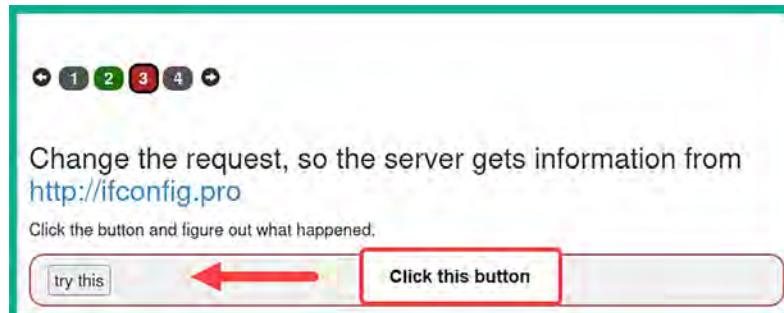 1 2 3 4
Change the request, so the server gets information from
http://ifconfig.pro
Click the button and figure out what happened.
try this
Click this button